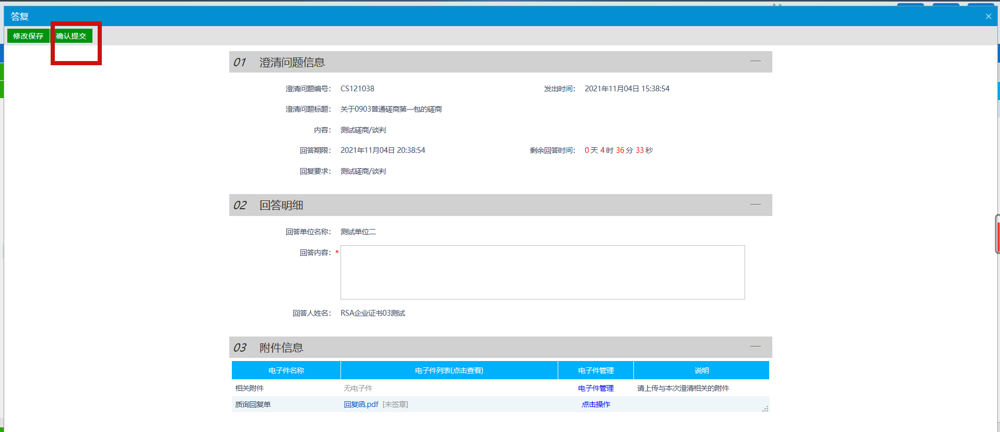 答复
修改保存 确认提交
01 澄清问题信息
澄清问题编号： CS121038 发出时间： 2021年11月04日 15:38:54
澄清问题标题： 关于0903普通磋商第一包的磋商
内容： 测试磋商/谈判
回答期限： 2021年11月04日 20:38:54 剩余回答时间： 0 天 4 时 36 分 33 秒
回复要求： 测试磋商/谈判
02 回答明细
回答单位名称： 测试单位二
回答内容：*
回答人姓名： RSA企业证书03测试
03 附件信息
电子件名称 电子件列表(点击查看) 电子件管理 说明
相关附件 无电子件 电子件管理 请上传与本次澄清相关的附件
质询回复单 回复函.pdf [未签章] 点击操作